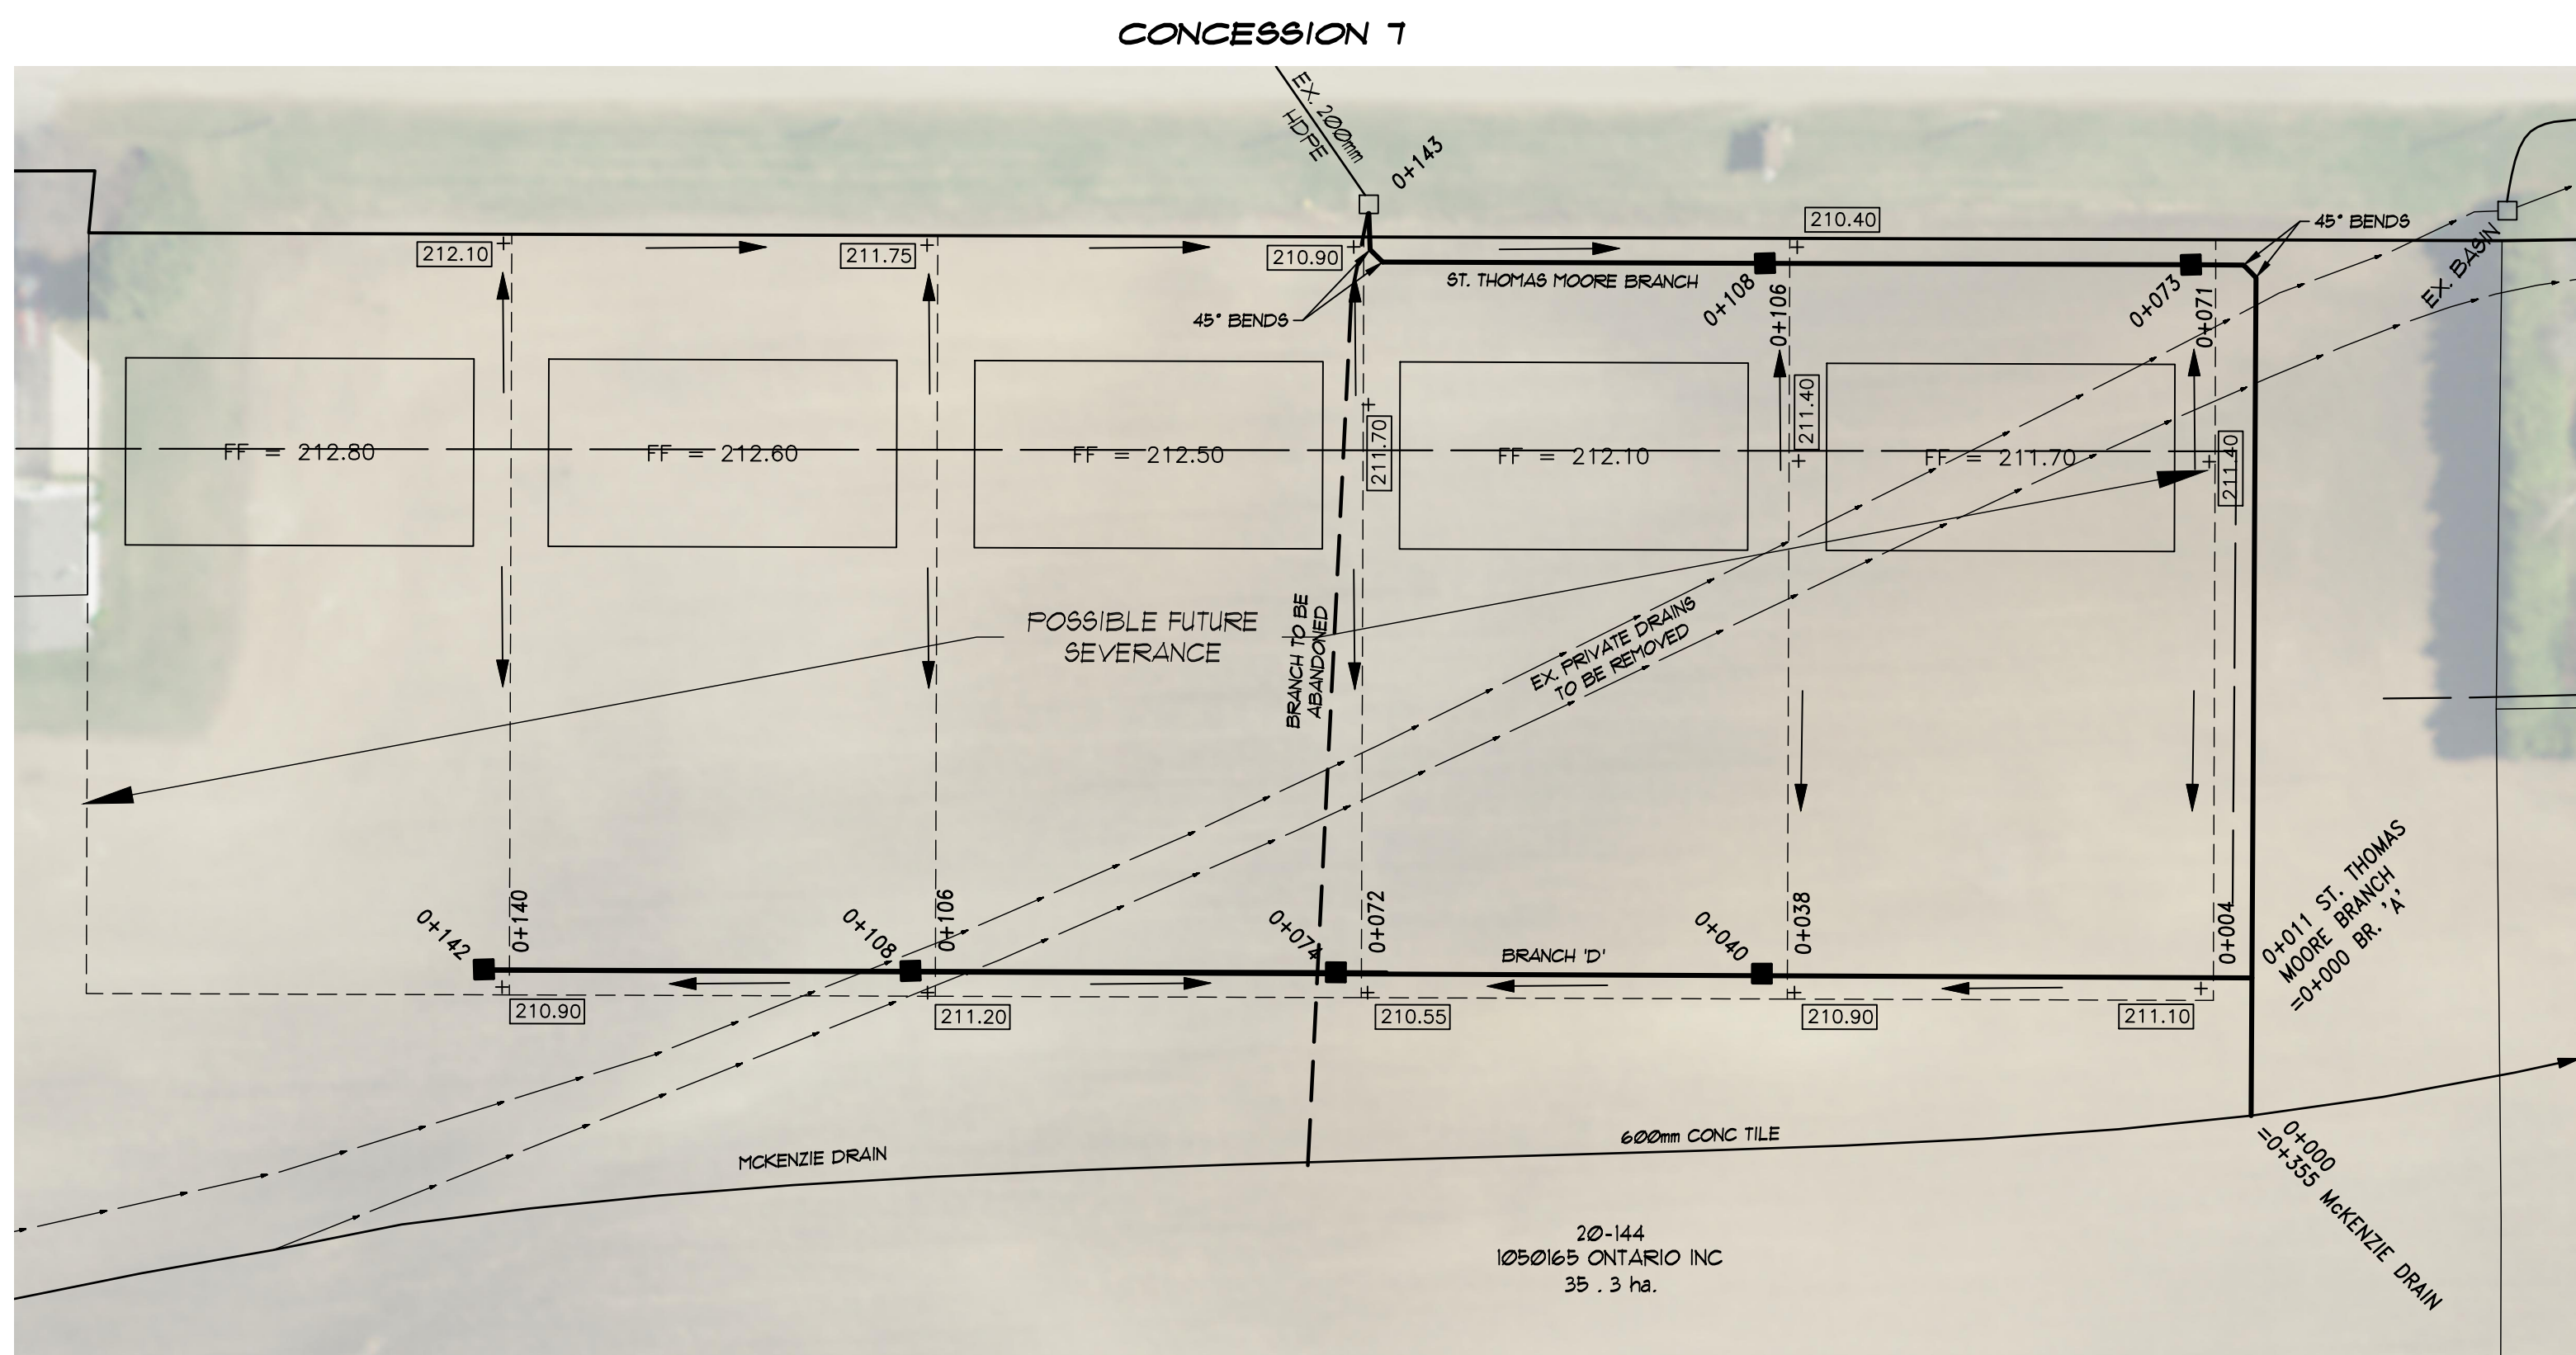 CONCESSION 7
EX. 200mm
HDPE
0+143
212.10
211.75
210.90
210.40
45° BENDS
EX. BASIN
ST. THOMAS MOORE BRANCH
0+108
0+106
0+073
0+071
45° BENDS
FF = 212.80
FF = 212.60
FF = 212.50
211.70
FF = 212.10
211.40
FF = 211.70
211.40
POSSIBLE FUTURE
SEVERANCE
BRANCH TO BE
ABANDONED
EX. PRIVATE DRAINS
TO BE REMOVED
0+142
0+140
0+108
0+106
0+074
0+072
BRANCH 'D'
0+040
0+038
0+004
0+011 ST. THOMAS
MOORE BRANCH
=0+000 BR. 'A'
210.90
211.20
210.55
210.90
211.10
MCKENZIE DRAIN
600mm CONC TILE
0+000
=0+355 McKENZIE DRAIN
20-144
1050165 ONTARIO INC
35 . 3 ha.